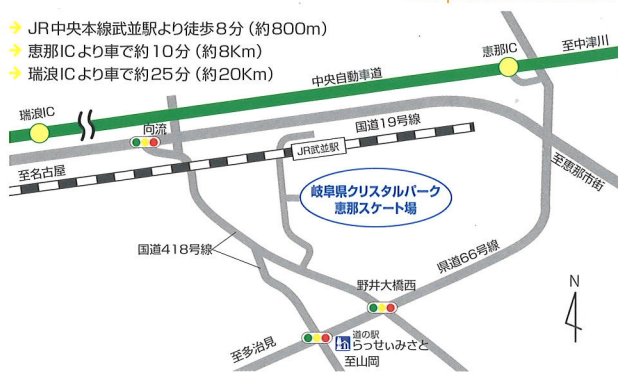 JR中央本線武並駅より徒歩8分（約800m）
恵那ICより車で約10分（約8Km）
瑞浪ICより車で約25分（約20Km）
恵那IC
至中津川
中央自動車道
瑞浪IC
向流
国道19号線
JR武並駅
至名古屋
至恵那市街
岐阜県クリスタルパーク
恵那スケート場
国道418号線
県道66号線
野井大橋西
N
道の駅
らっせぃみさと
至多治見
至山岡